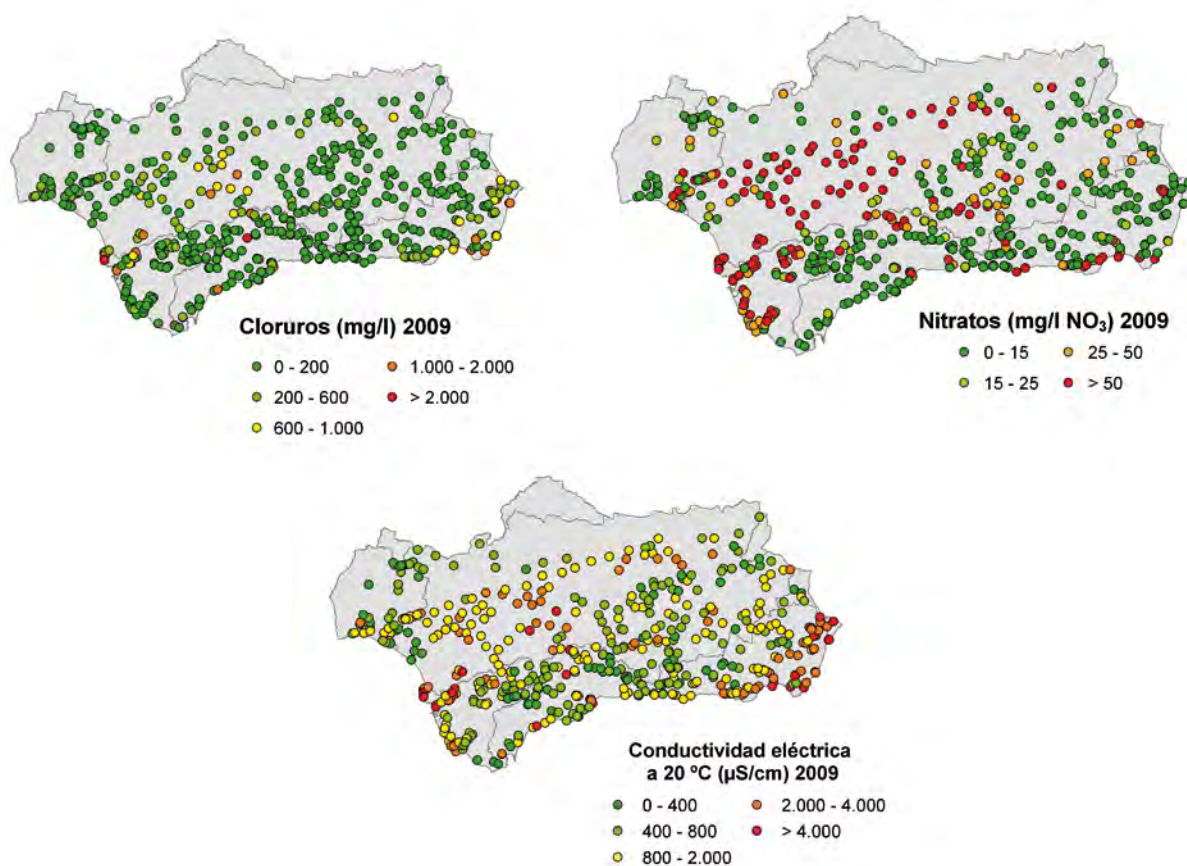 Cloruros (mg/l) 2009
0 - 200
200 - 600
600 - 1.000
1.000 - 2.000
> 2.000
Nitratos (mg/l NO₃) 2009
0 - 15
15 - 25
25 - 50
> 50
Conductividad eléctrica
a 20 ºC (µS/cm) 2009
0 - 400
400 - 800
800 - 2.000
2.000 - 4.000
> 4.000